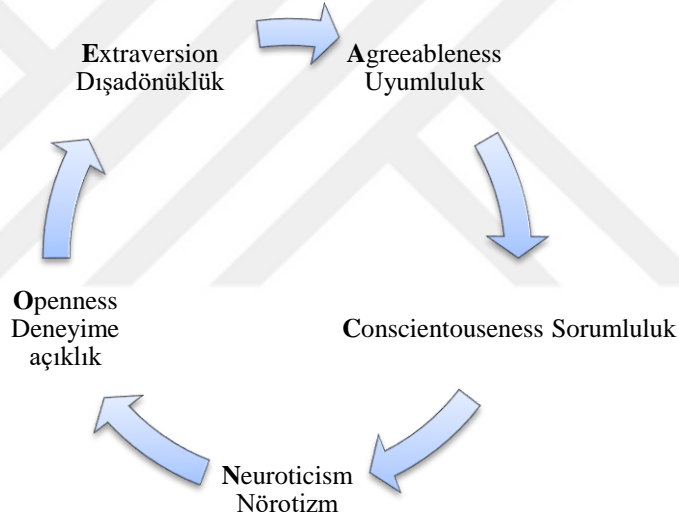 Extraversion
Dışadönüklük
Agreeableness
Uyumluluk
Conscientouseness Sorumluluk
Neuroticism
Nörotizm
Openness
Deneyime
açıklık